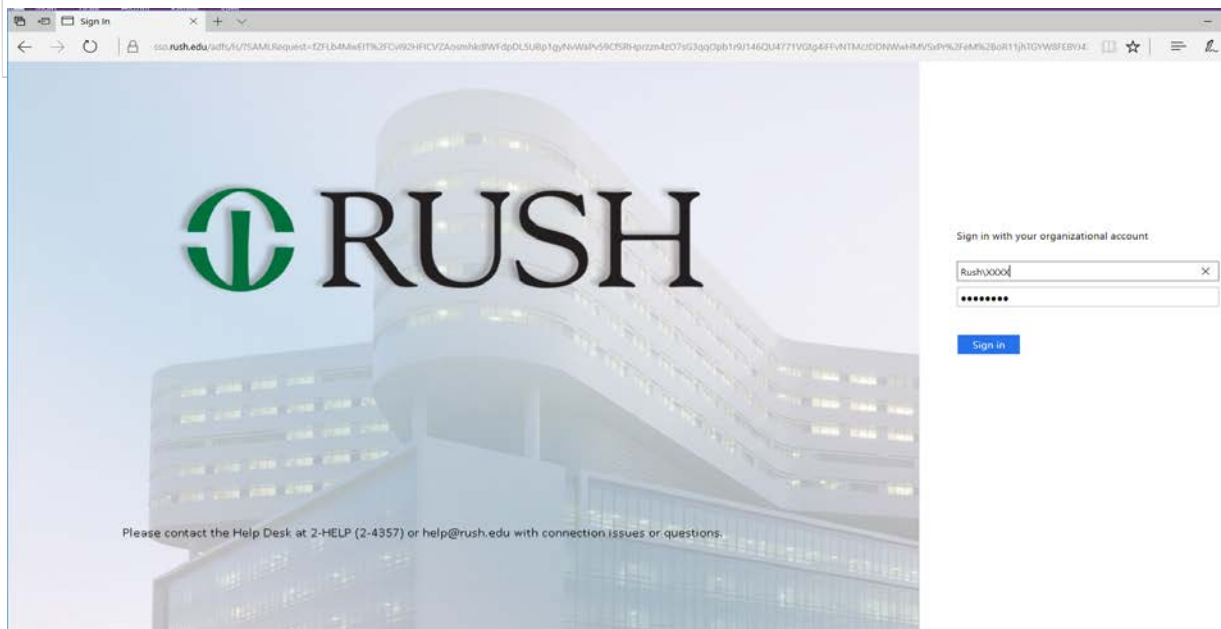 Sign In
sso.rush.edu/adfs/ls/?SAMLRequest=
RUSH
Sign in with your organizational account
Rush\XXXX
••••••••
Sign in
Please contact the Help Desk at 2-HELP (2-4357) or help@rush.edu with connection issues or questions.